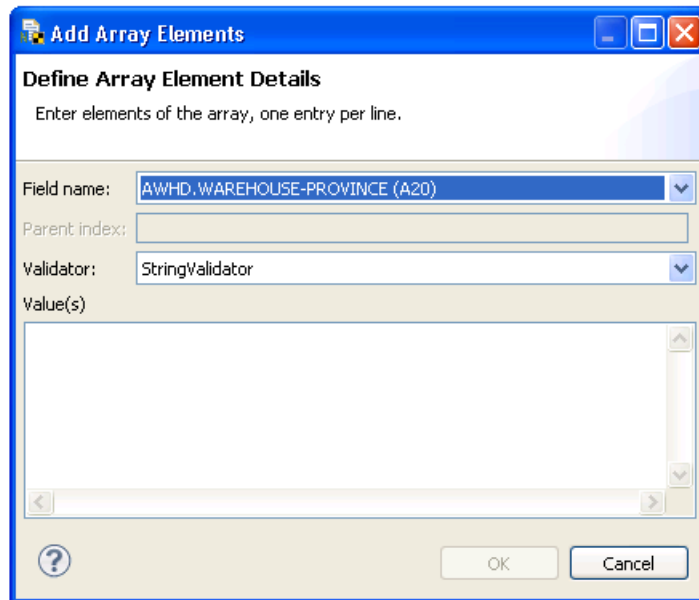 Add Array Elements
Define Array Element Details
Enter elements of the array, one entry per line.
Field name: AWHD.WAREHOUSE-PROVINCE (A20)
Parent index:
Validator: StringValidator
Value(s)
OK Cancel